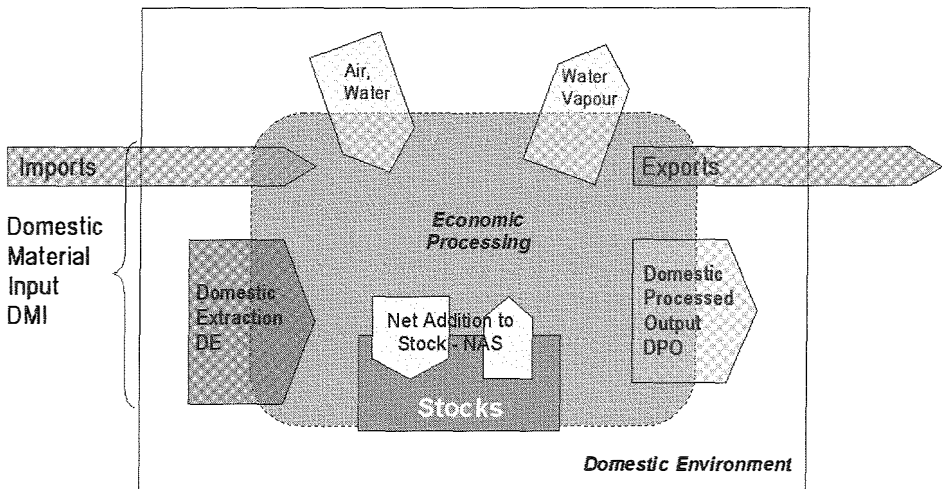 Air,
Water
Water
Vapour
Imports
Exports
Domestic
Material
Input
DMI
Economic
Processing
Domestic
Extraction
DE
Domestic
Processed
Output
DPO
Net Addition to
Stock - NAS
Stocks
Domestic Environment